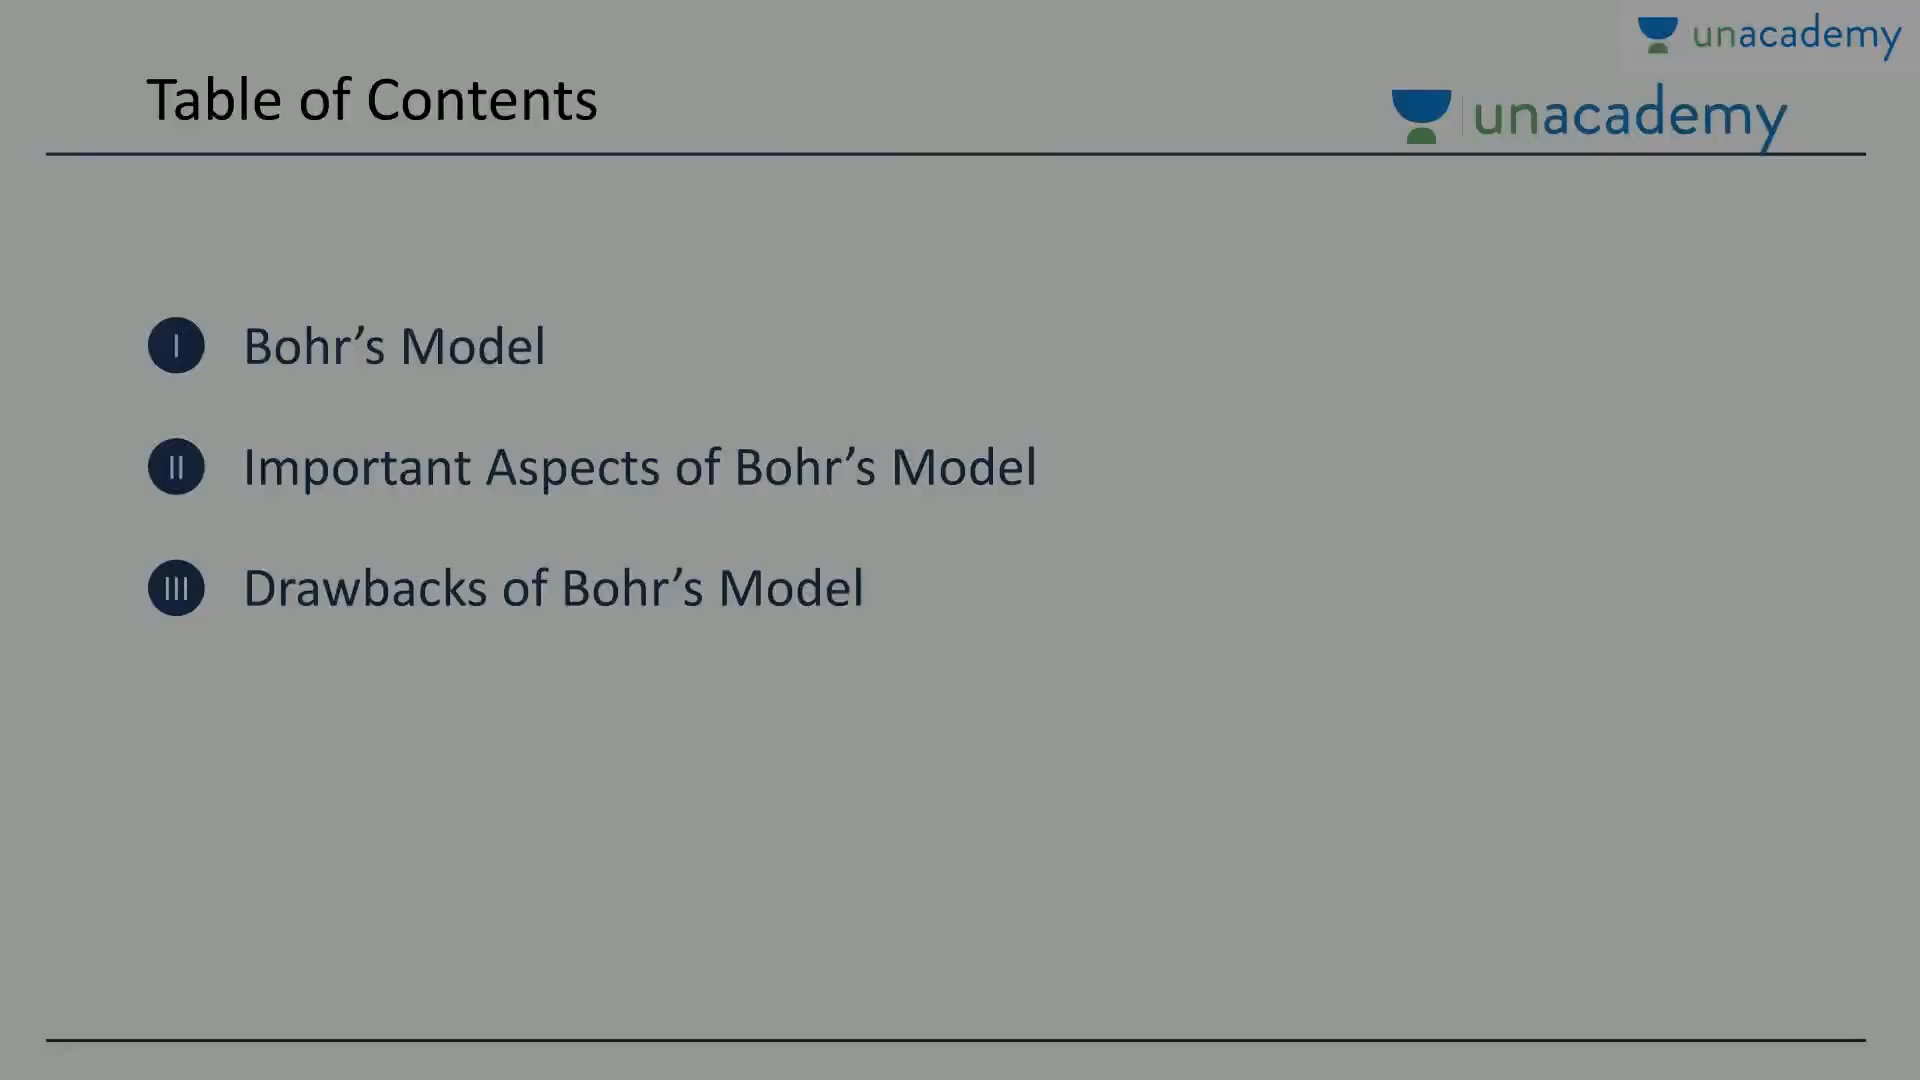 unacademy
Table of Contents
unacademy
I Bohr’s Model
II Important Aspects of Bohr’s Model
III Drawbacks of Bohr’s Model